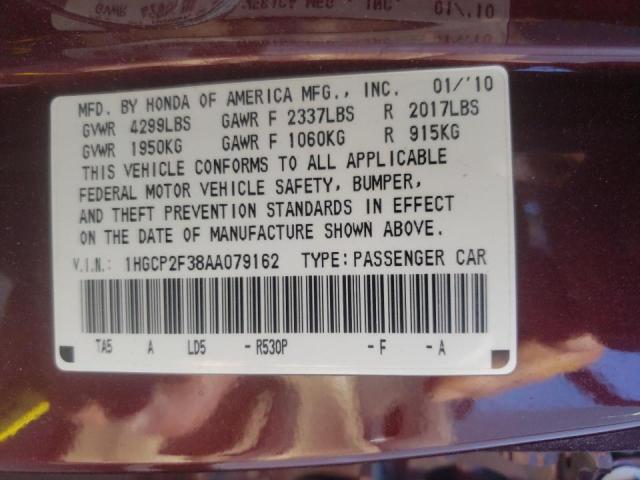 MFD. BY HONDA OF AMERICA MFG., INC. 01/'10
GVWR 4299LBS GAWR F 2337LBS R 2017LBS
GVWR 1950KG GAWR F 1060KG R 915KG
THIS VEHICLE CONFORMS TO ALL APPLICABLE
FEDERAL MOTOR VEHICLE SAFETY, BUMPER,
AND THEFT PREVENTION STANDARDS IN EFFECT
ON THE DATE OF MANUFACTURE SHOWN ABOVE.
V.I.N.: 1HGCP2F38AA079162 TYPE: PASSENGER CAR
TA5 A LD5 -R530P -F -A